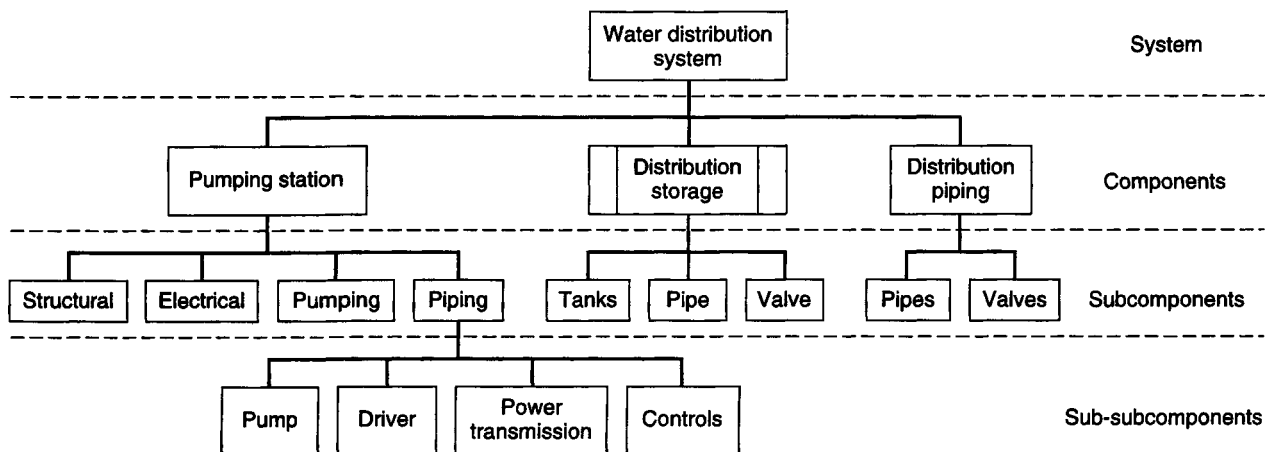 Water distribution
system
System
Pumping station
Distribution
storage
Distribution
piping
Components
Structural
Electrical
Pumping
Piping
Tanks
Pipe
Valve
Pipes
Valves
Subcomponents
Pump
Driver
Power
transmission
Controls
Sub-subcomponents